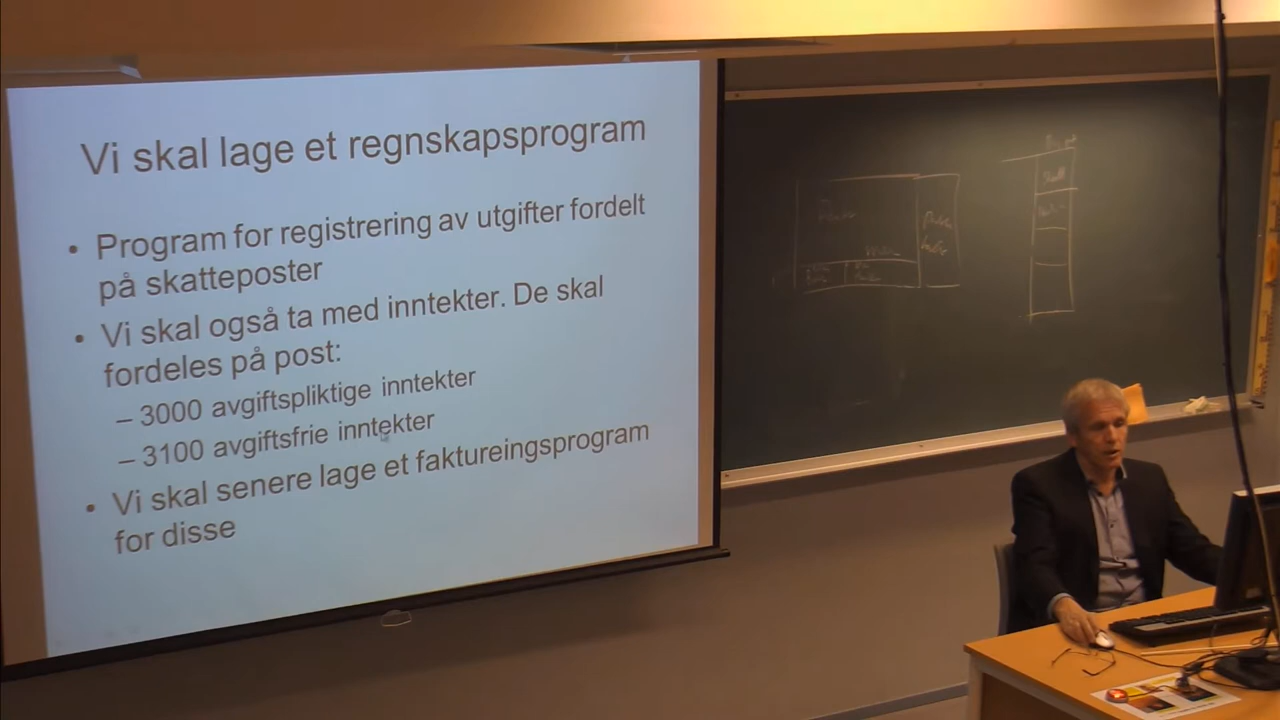 Vi skal lage et regnskapsprogram
• Program for registrering av utgifter fordelt
på skatteposter
• Vi skal også ta med inntekter. De skal
fordeles på post:
– 3000 avgiftspliktige inntekter
– 3100 avgiftsfrie inntekter
• Vi skal senere lage et faktureingsprogram
for disse